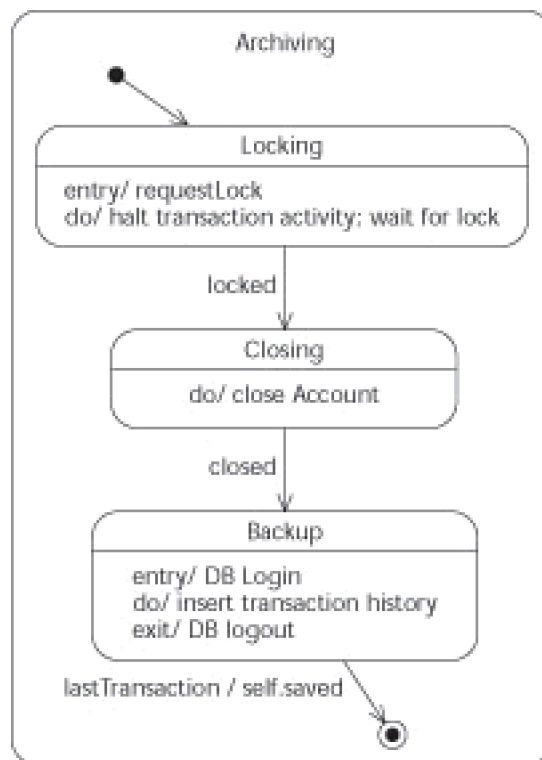 Archiving
Locking
entry/ requestLock
do/ halt transaction activity; wait for lock
locked
Closing
do/ close Account
closed
Backup
entry/ DB Login
do/ insert transaction history
exit/ DB logout
lastTransaction / self.saved